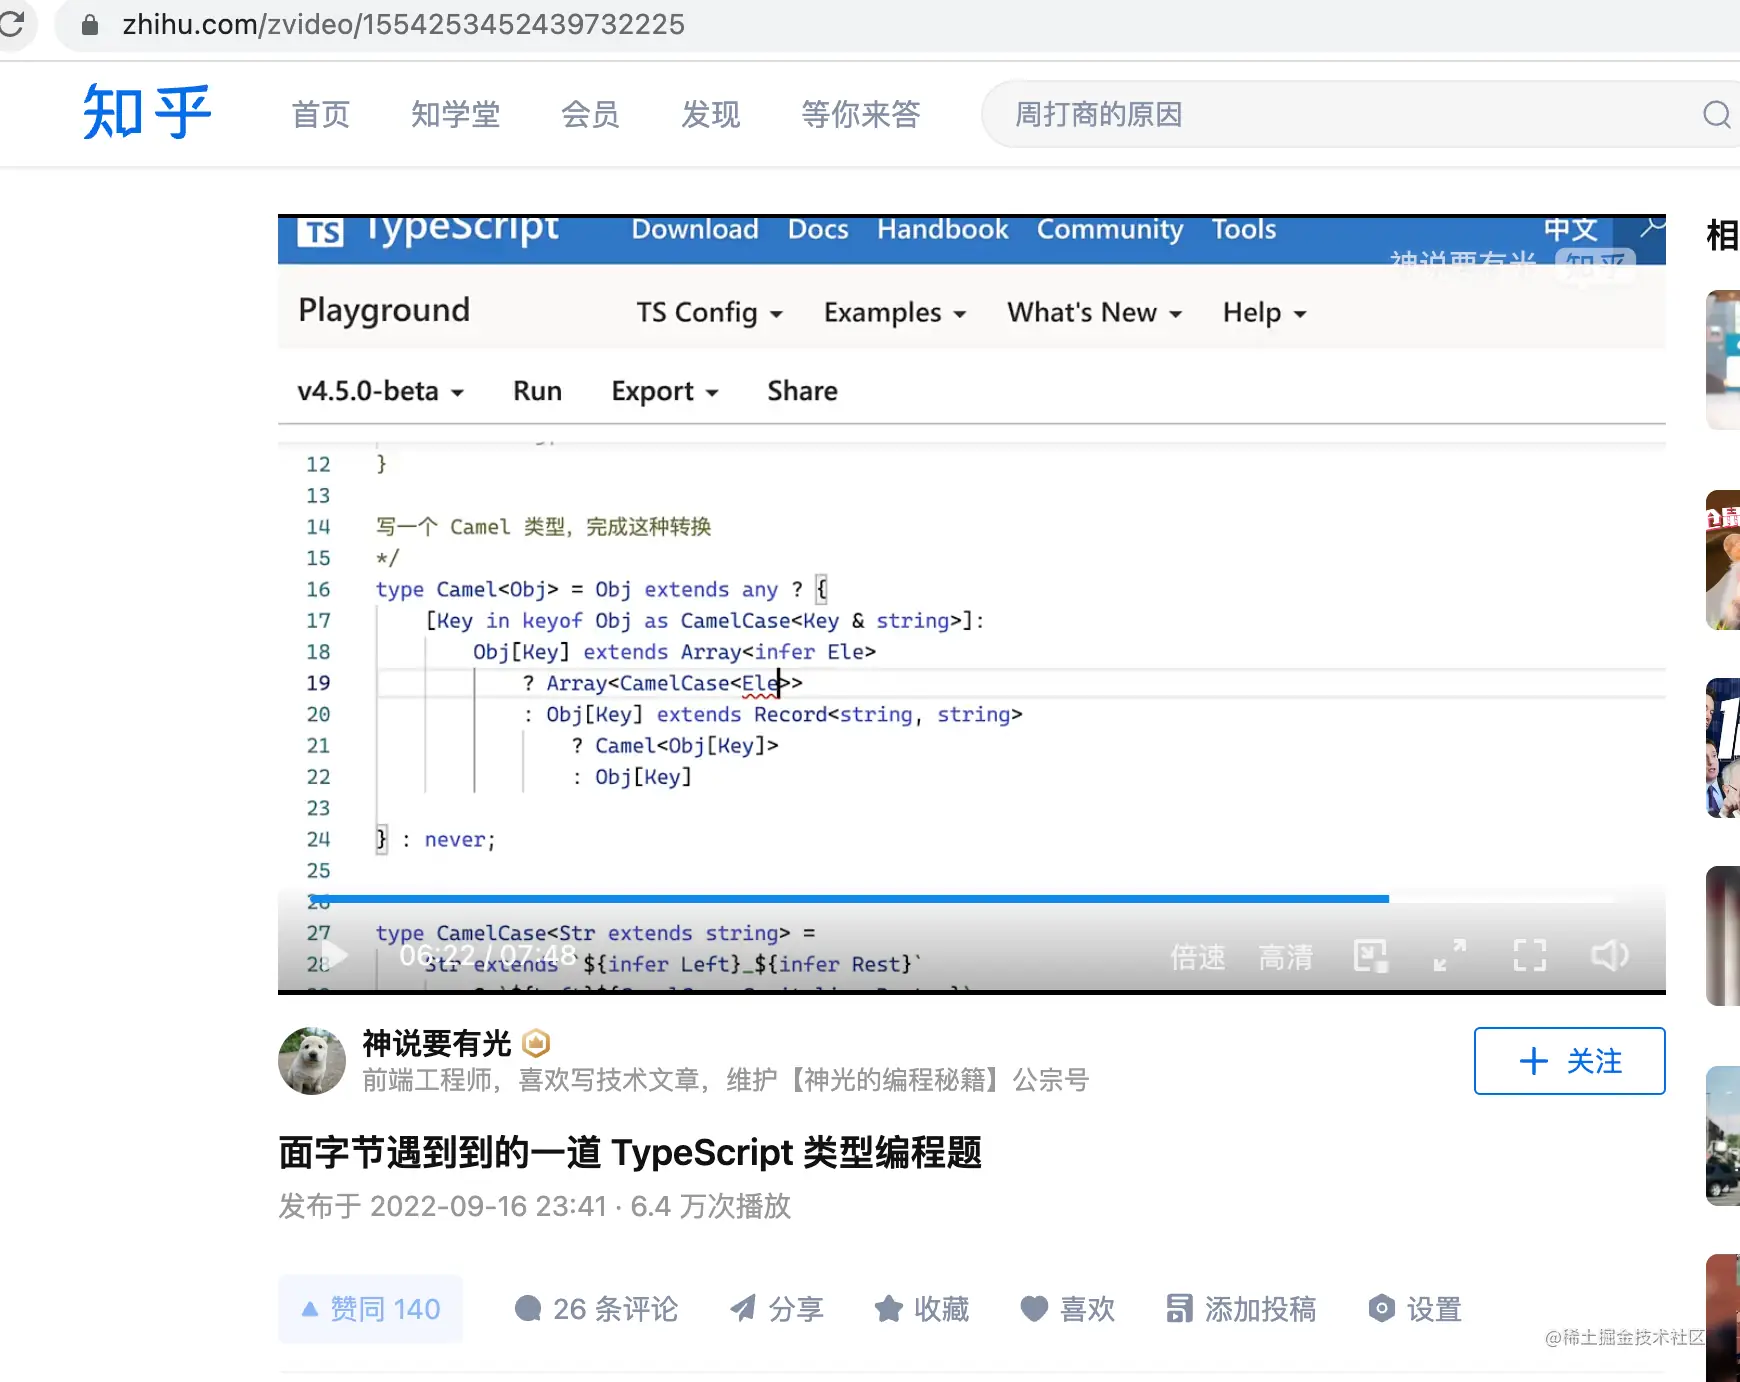 zhihu.com/zvideo/1554253452439732225
知乎 首页 知学堂 会员 发现 等你来答 周打商的原因
TS TypeScript Download Docs Handbook Community Tools 中文
神说要有光 知乎
相
Playground TS Config Examples What's New Help
v4.5.0-beta Run Export Share
12 }
13
14 写一个 Camel 类型，完成这种转换
15 */
16 type Camel<Obj> = Obj extends any ? {
17 [Key in keyof Obj as CamelCase<Key & string>]:
18 Obj[Key] extends Array<infer Ele>
19 ? Array<CamelCase<Ele>>
20 : Obj[Key] extends Record<string, string>
21 ? Camel<Obj[Key]>
22 : Obj[Key]
23
24 } : never;
25
26
27 type CamelCase<Str extends string> =
28 Str extends `${infer Left}_${infer Rest}`
06:22 / 07:48 倍速 高清
神说要有光
前端工程师，喜欢写技术文章，维护【神光的编程秘籍】公宗号
+ 关注
面字节遇到到的一道 TypeScript 类型编程题
发布于 2022-09-16 23:41 · 6.4 万次播放
赞同 140 26 条评论 分享 收藏 喜欢 添加投稿 设置
@稀土掘金技术社区